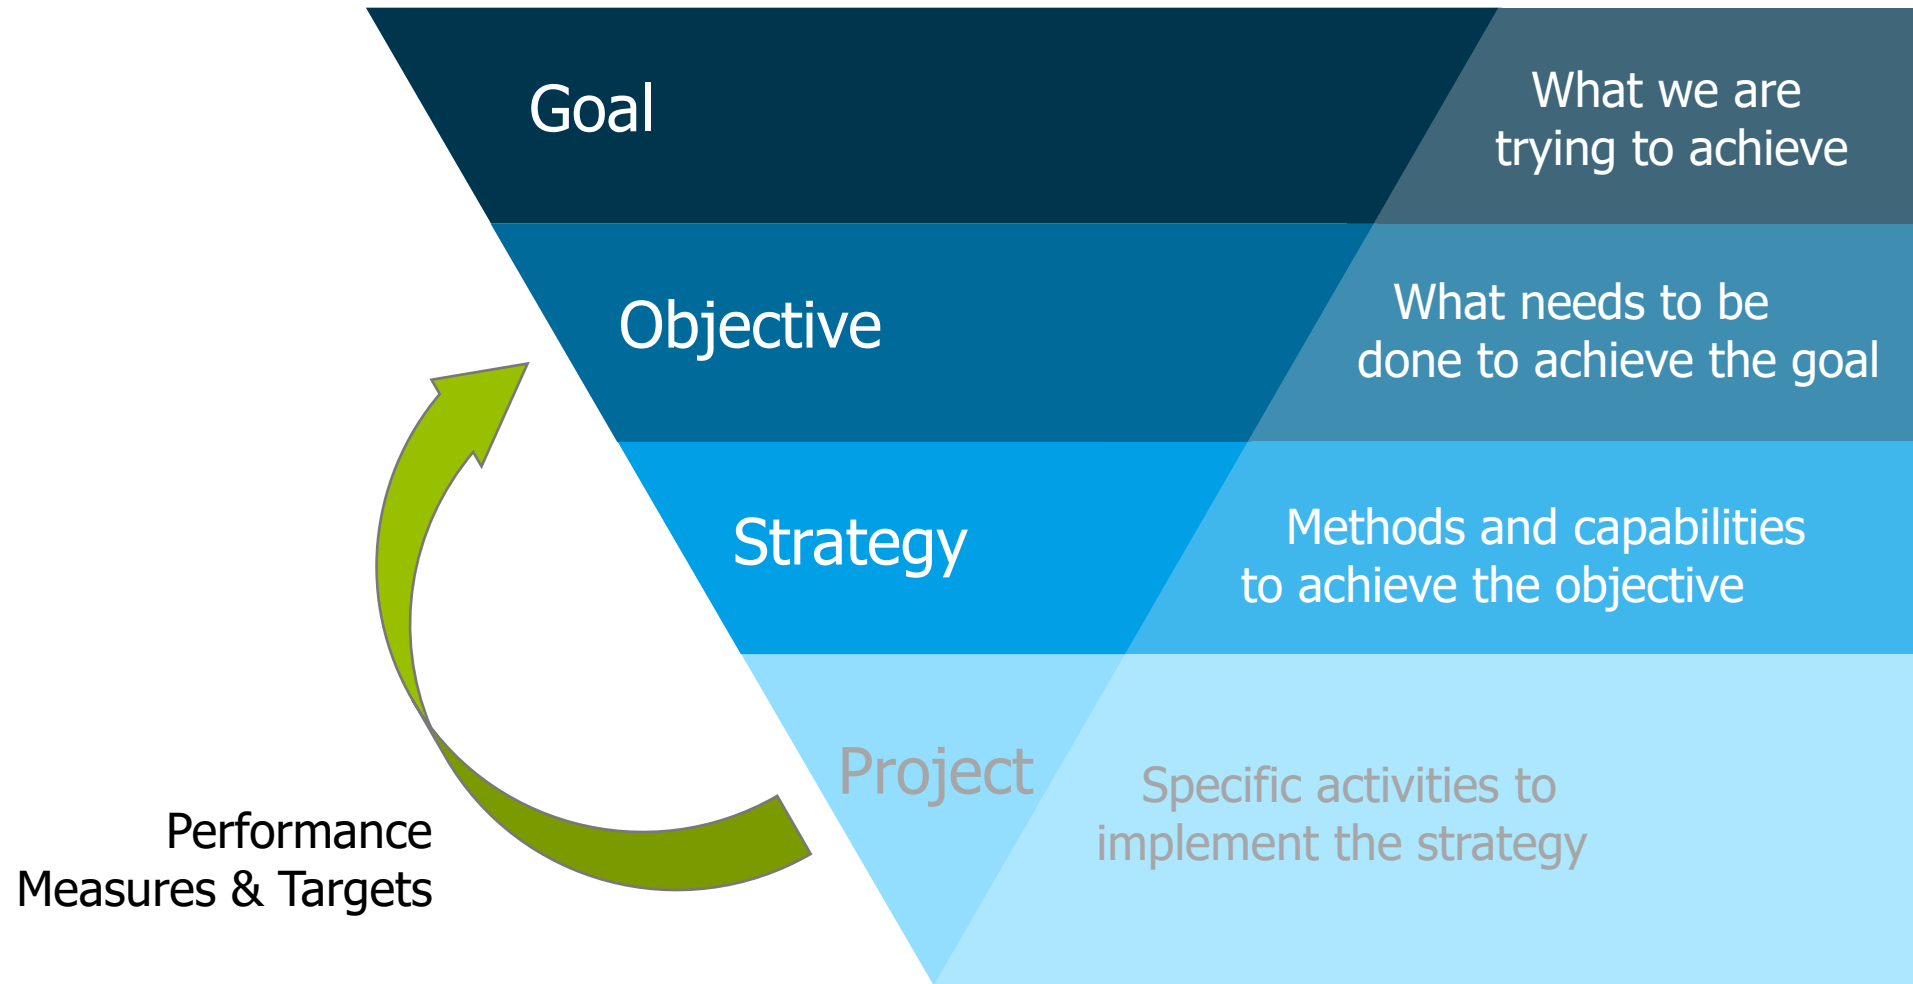 Goal
What we are
trying to achieve
Objective
What needs to be
done to achieve the goal
Strategy
Methods and capabilities
to achieve the objective
Project
Specific activities to
implement the strategy
Performance
Measures & Targets